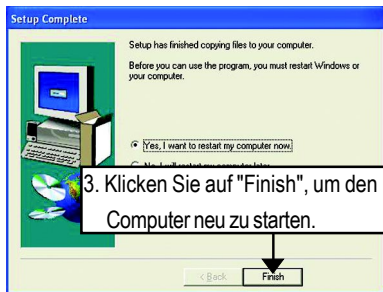 Setup Complete
Setup has finished copying files to your computer.
Before you can use the program, you must restart Windows or
your computer.
Yes, I want to restart my computer now.
3. Klicken Sie auf "Finish", um den
Computer neu zu starten.
< Back
Finish